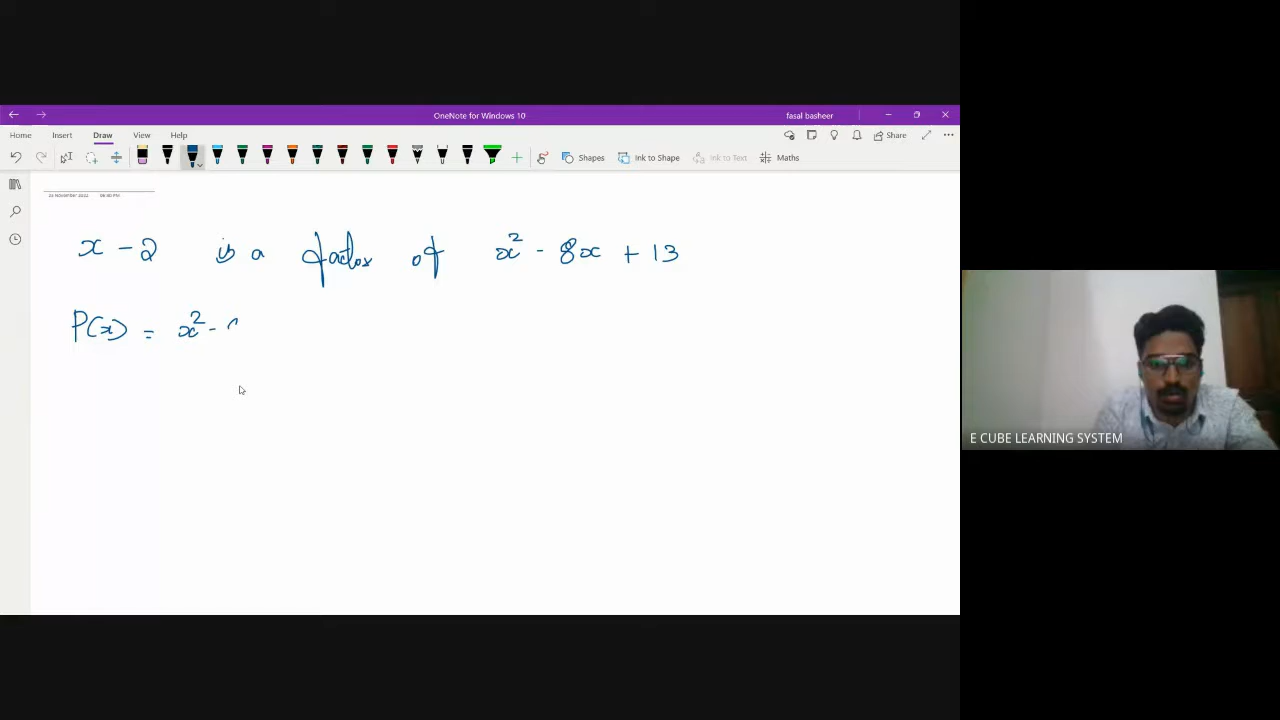 OneNote for Windows 10
fasal basheer
Home Insert Draw View Help
Share
Shapes Ink to Shape Ink to Text Maths
x - 2 is a factor of x² - 8x + 13
P(x) = x² -
E CUBE LEARNING SYSTEM